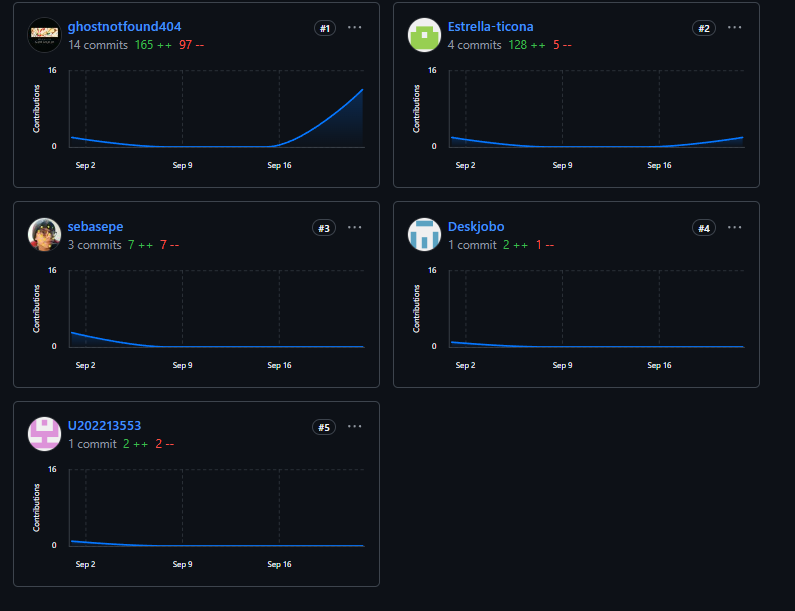 ghostnotfound404
#1
14 commits 165 ++ 97 --
16
Contributions
0
Sep 2 Sep 9 Sep 16
Estrella-ticona
#2
4 commits 128 ++ 5 --
16
Contributions
0
Sep 2 Sep 9 Sep 16
sebasepe
#3
3 commits 7 ++ 7 --
16
Contributions
0
Sep 2 Sep 9 Sep 16
Deskjobo
#4
1 commit 2 ++ 1 --
16
Contributions
0
Sep 2 Sep 9 Sep 16
U202213553
#5
1 commit 2 ++ 2 --
16
Contributions
0
Sep 2 Sep 9 Sep 16